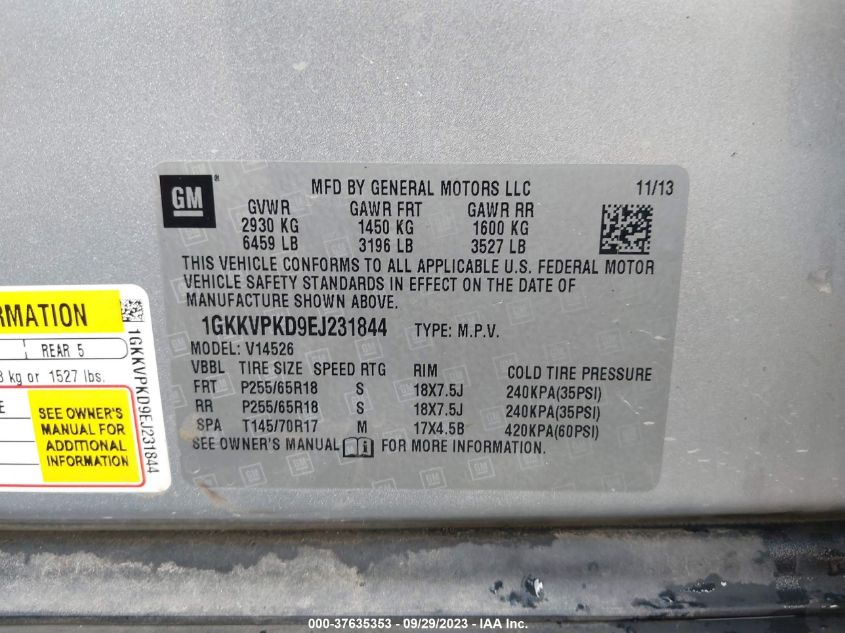 GM
MFD BY GENERAL MOTORS LLC 11/13
GVWR GAWR FRT GAWR RR
2930 KG 1450 KG 1600 KG
6459 LB 3196 LB 3527 LB
THIS VEHICLE CONFORMS TO ALL APPLICABLE U.S. FEDERAL MOTOR
VEHICLE SAFETY STANDARDS IN EFFECT ON THE DATE OF
MANUFACTURE SHOWN ABOVE.
1GKKVPKD9EJ231844 TYPE: M.P.V.
MODEL: V14526
VBBL TIRE SIZE SPEED RTG RIM COLD TIRE PRESSURE
FRT P255/65R18 S 18X7.5J 240KPA(35PSI)
RR P255/65R18 S 18X7.5J 240KPA(35PSI)
SPA T145/70R17 M 17X4.5B 420KPA(60PSI)
SEE OWNER'S MANUAL FOR MORE INFORMATION.
REAR 5
kg or 1527 lbs.
SEE OWNER'S
MANUAL FOR
ADDITIONAL
INFORMATION
1GKKVPKD9EJ231844
000-37635353 - 09/29/2023 - © IAA INC.